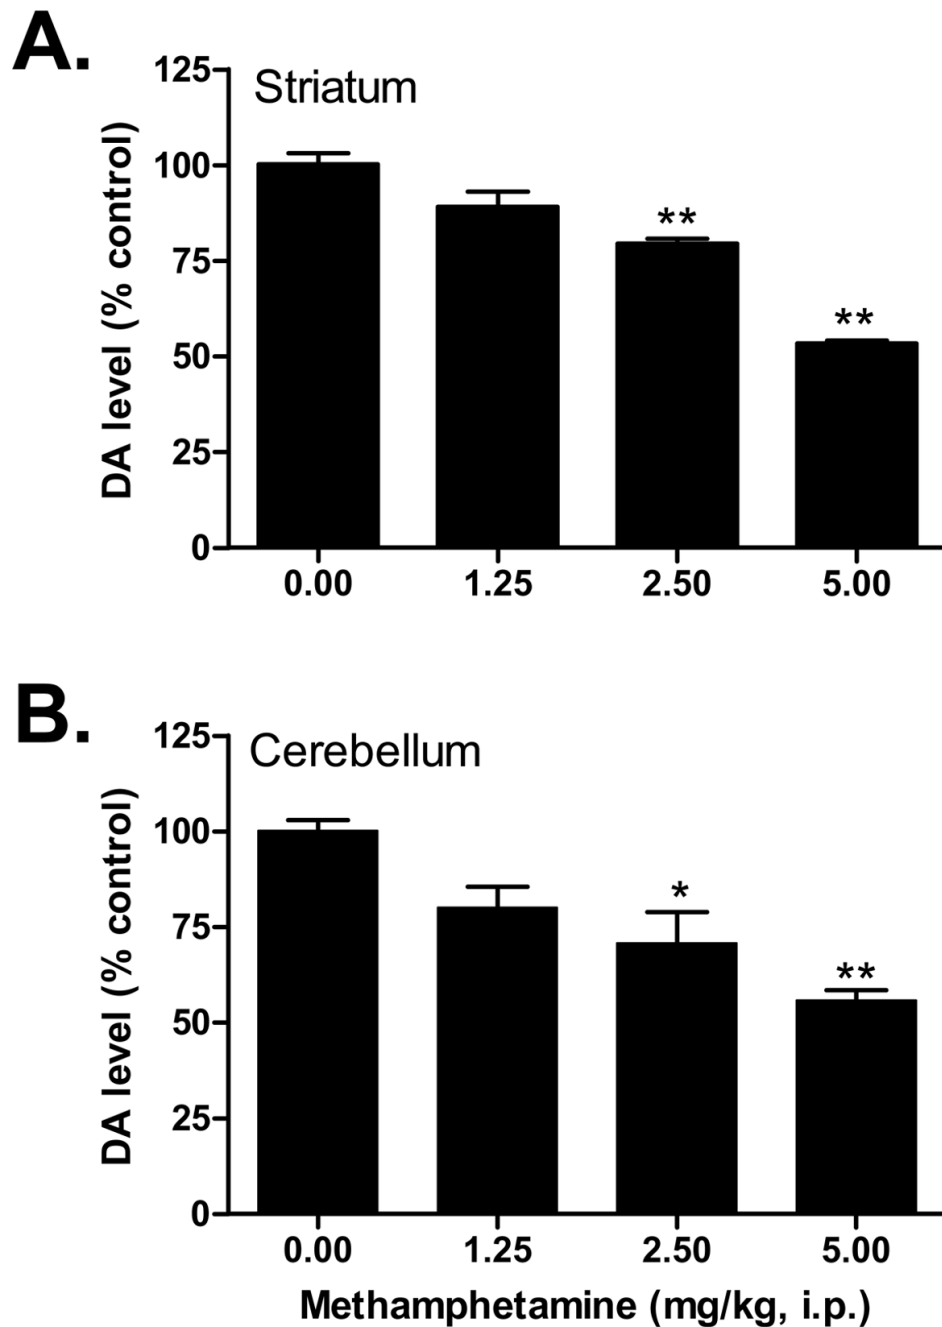 A.
125
Striatum
100
75
50
25
0
DA level (% control)
**
**
0.00 1.25 2.50 5.00
B.
125
Cerebellum
100
75
50
25
0
DA level (% control)
*
**
0.00 1.25 2.50 5.00
Methamphetamine (mg/kg, i.p.)